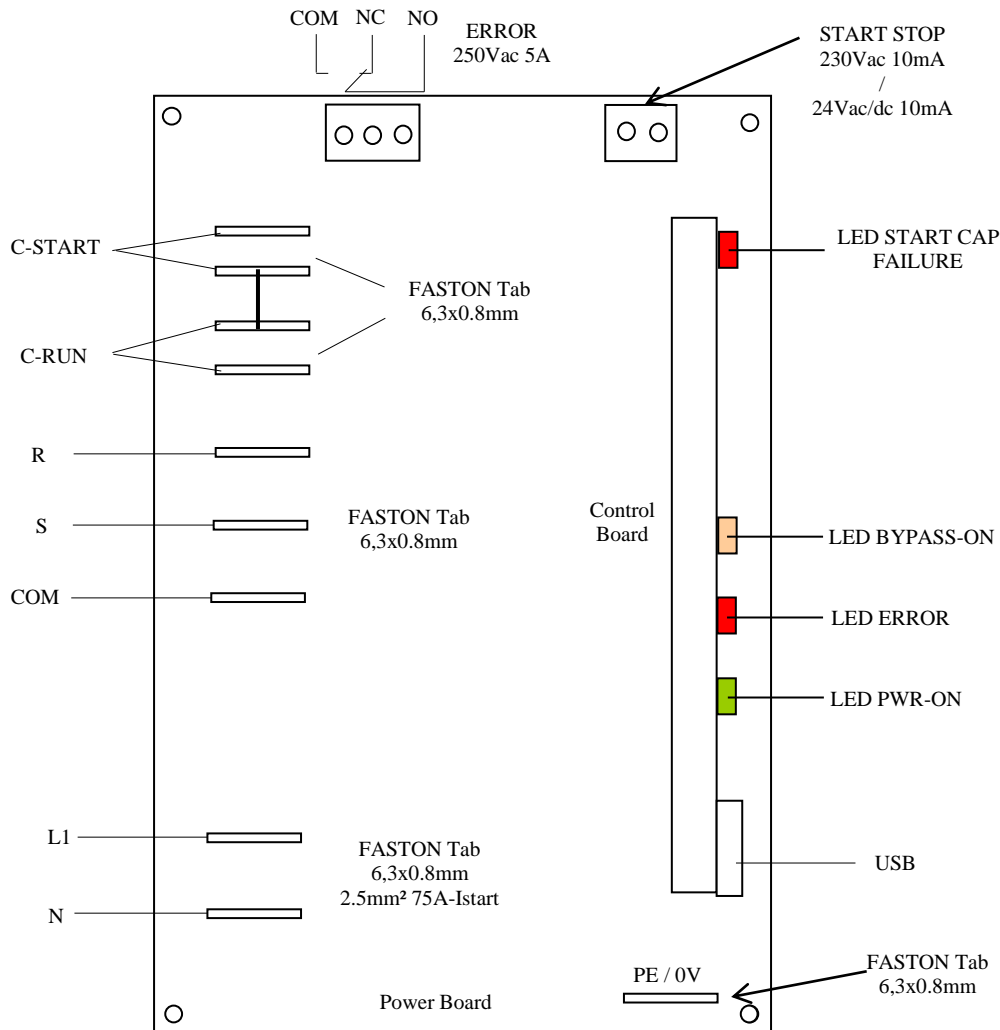 COM NC NO
ERROR
250Vac 5A
START STOP
230Vac 10mA
/
24Vac/dc 10mA
C-START
FASTON Tab
6,3x0.8mm
C-RUN
LED START CAP
FAILURE
R
S
FASTON Tab
6,3x0.8mm
COM
Control
Board
LED BYPASS-ON
LED ERROR
LED PWR-ON
L1
FASTON Tab
6,3x0.8mm
2.5mm² 75A-Istart
N
USB
PE / 0V
FASTON Tab
6,3x0.8mm
Power Board